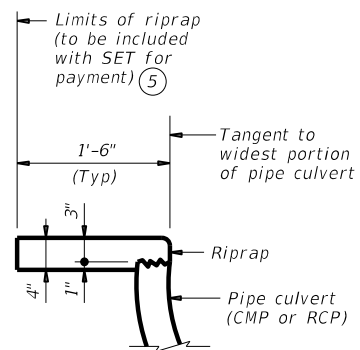 Limits of riprap
(to be included
with SET for
payment) 5
Tangent to
widest portion
of pipe culvert
1'-6"
(Typ)
3"
Riprap
4"
1"
Pipe culvert
(CMP or RCP)